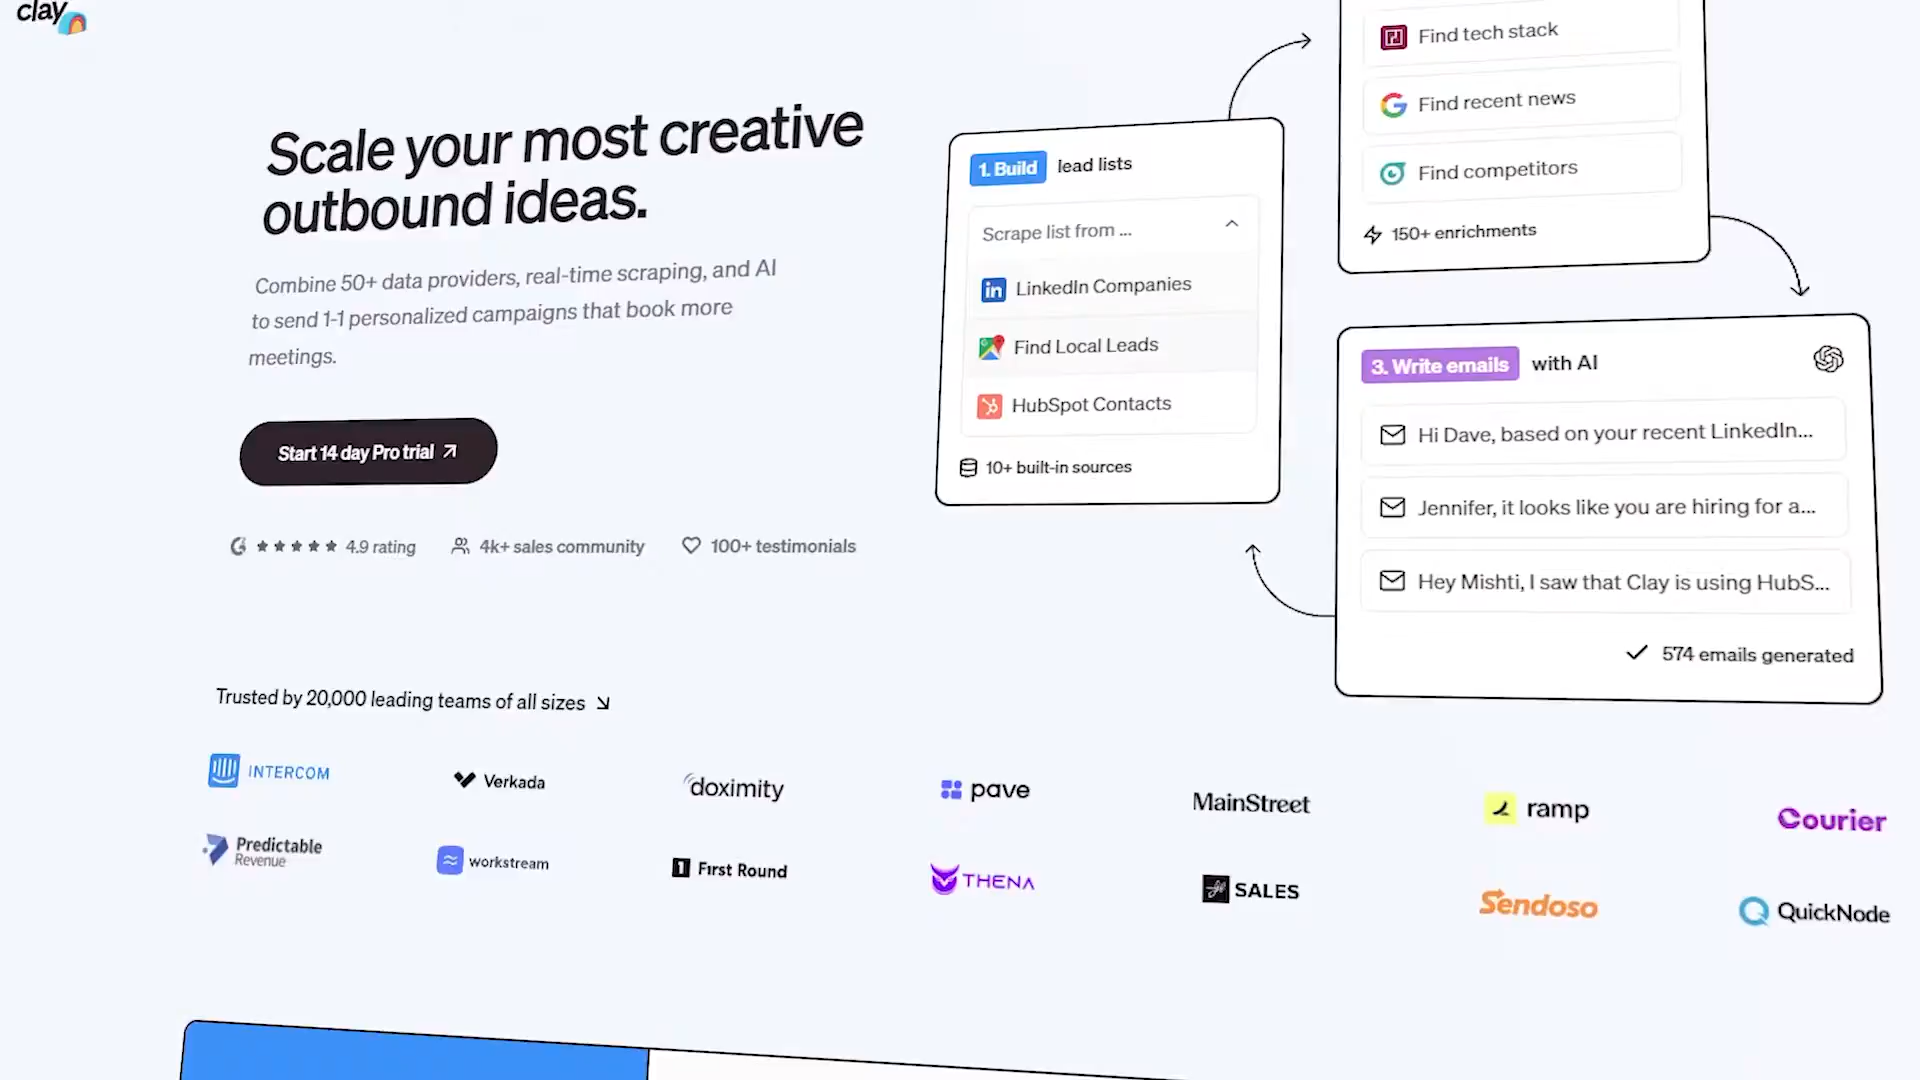 clay
Scale your most creative
outbound ideas.
Combine 50+ data providers, real-time scraping, and AI
to send 1-1 personalized campaigns that book more
meetings.
Start 14 day Pro trial
4.9 rating
4k+ sales community
100+ testimonials
1. Build lead lists
Scrape list from ...
LinkedIn Companies
Find Local Leads
HubSpot Contacts
10+ built-in sources
Find tech stack
Find recent news
Find competitors
150+ enrichments
3. Write emails with AI
Hi Dave, based on your recent LinkedIn...
Jennifer, it looks like you are hiring for a...
Hey Mishti, I saw that Clay is using HubS...
574 emails generated
Trusted by 20,000 leading teams of all sizes
INTERCOM
Verkada
doximity
pave
MainStreet
ramp
Courier
Predictable
Revenue
workstream
1 First Round
THENA
SALES
Sendoso
QuickNode